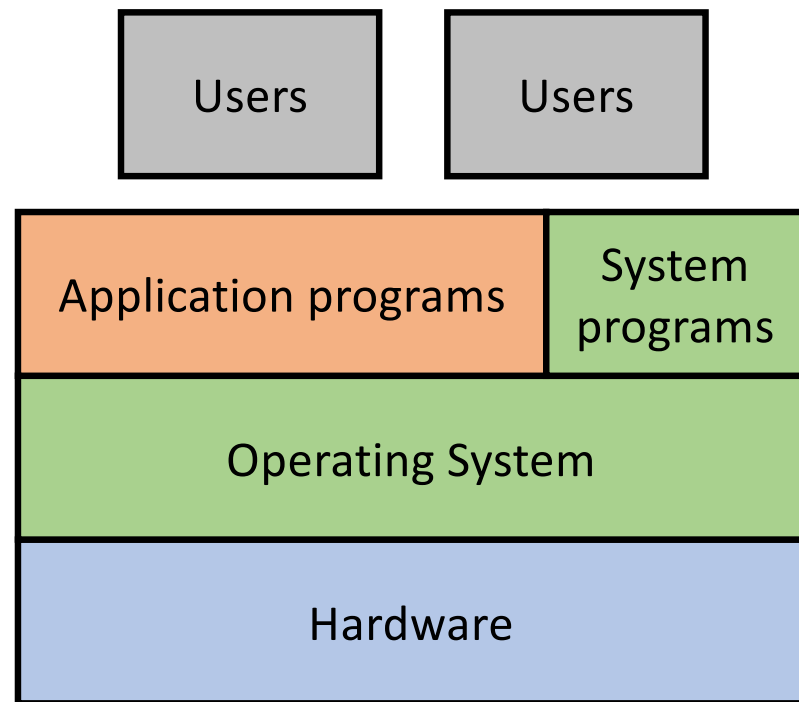 Users
Users
Application programs
System
programs
Operating System
Hardware